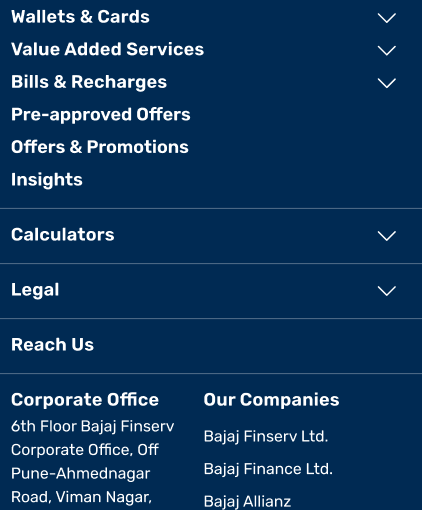 Wallets & Cards
Value Added Services
Bills & Recharges
Pre-approved Offers
Offers & Promotions
Insights
Calculators
Legal
Reach Us
Corporate Office
6th Floor Bajaj Finserv
Corporate Office, Off
Pune-Ahmednagar
Road, Viman Nagar,
Our Companies
Bajaj Finserv Ltd.
Bajaj Finance Ltd.
Bajaj Allianz